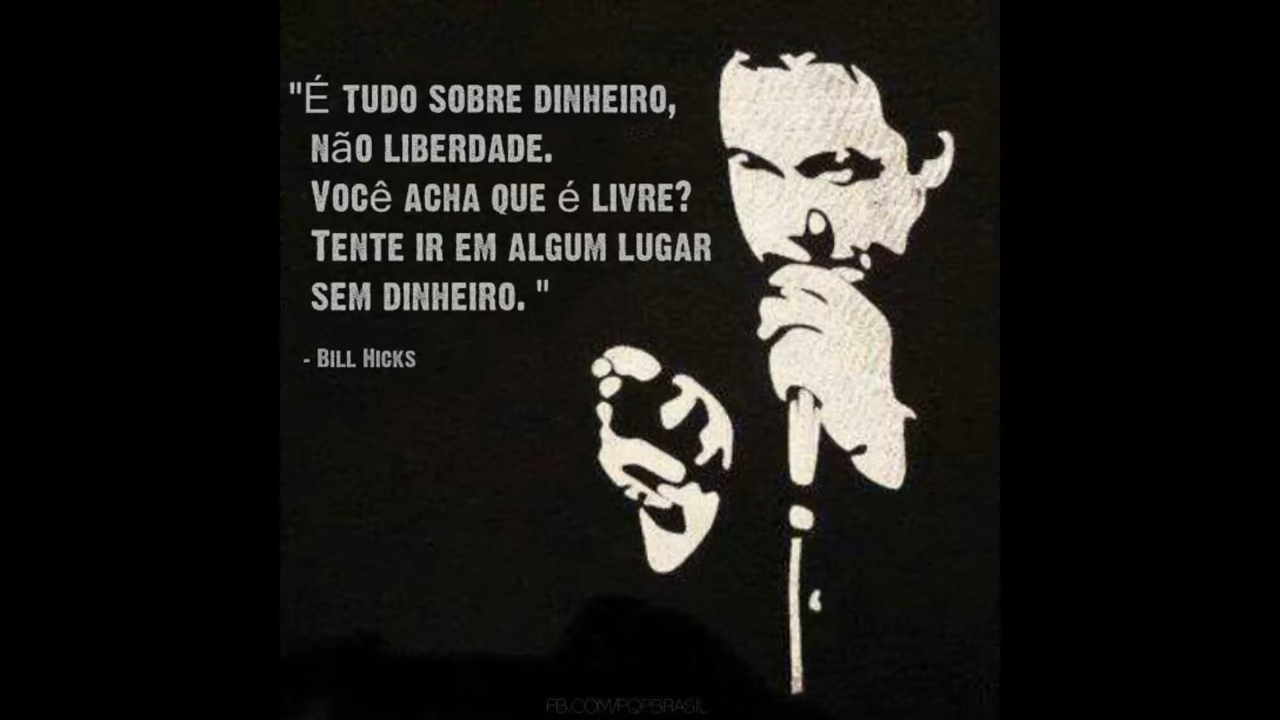 "É TUDO SOBRE DINHEIRO,
NãO LIBERDADE.
VOCê ACHA QUE é LIVRE?
TENTE IR EM ALGUM LUGAR
SEM DINHEIRO. "
- BILL HICKS
FB.COM/PQPBRASIL